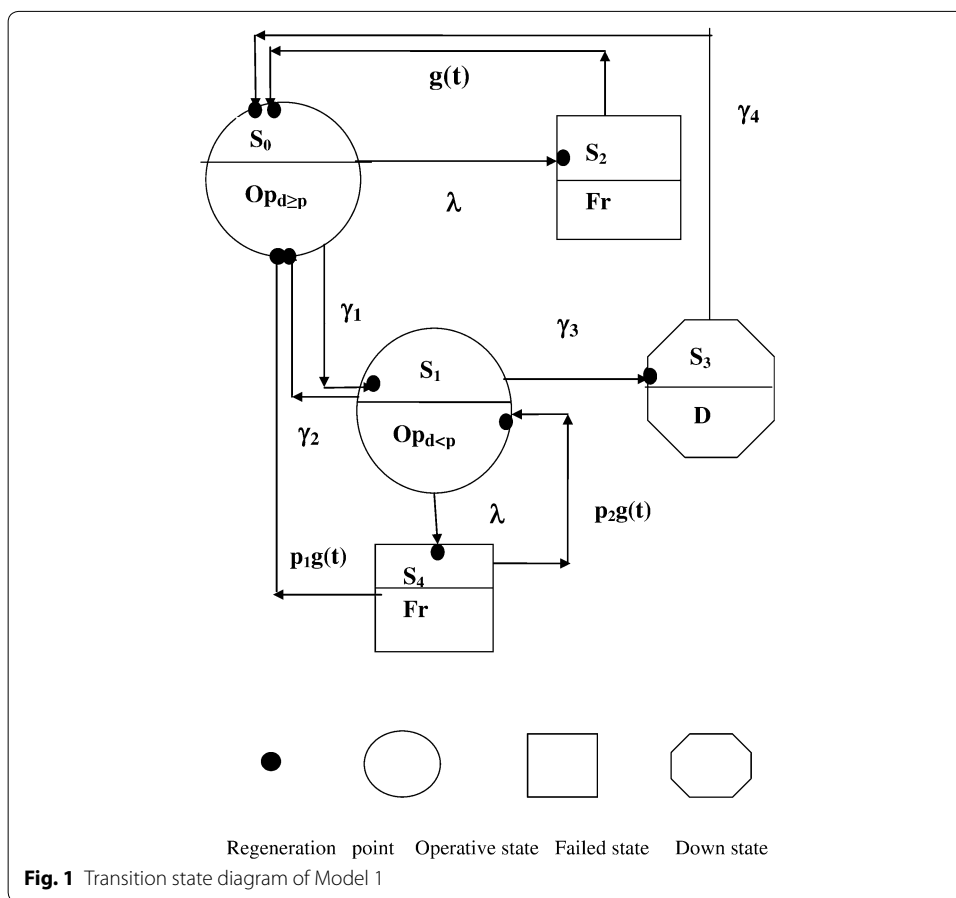 g(t)
γ4
S0
Opd≥p
λ
S2
Fr
γ1
γ3
S1
Opd<p
S3
D
γ2
λ
p2g(t)
p1g(t)
S4
Fr
Regeneration point Operative state Failed state Down state
Fig. 1 Transition state diagram of Model 1